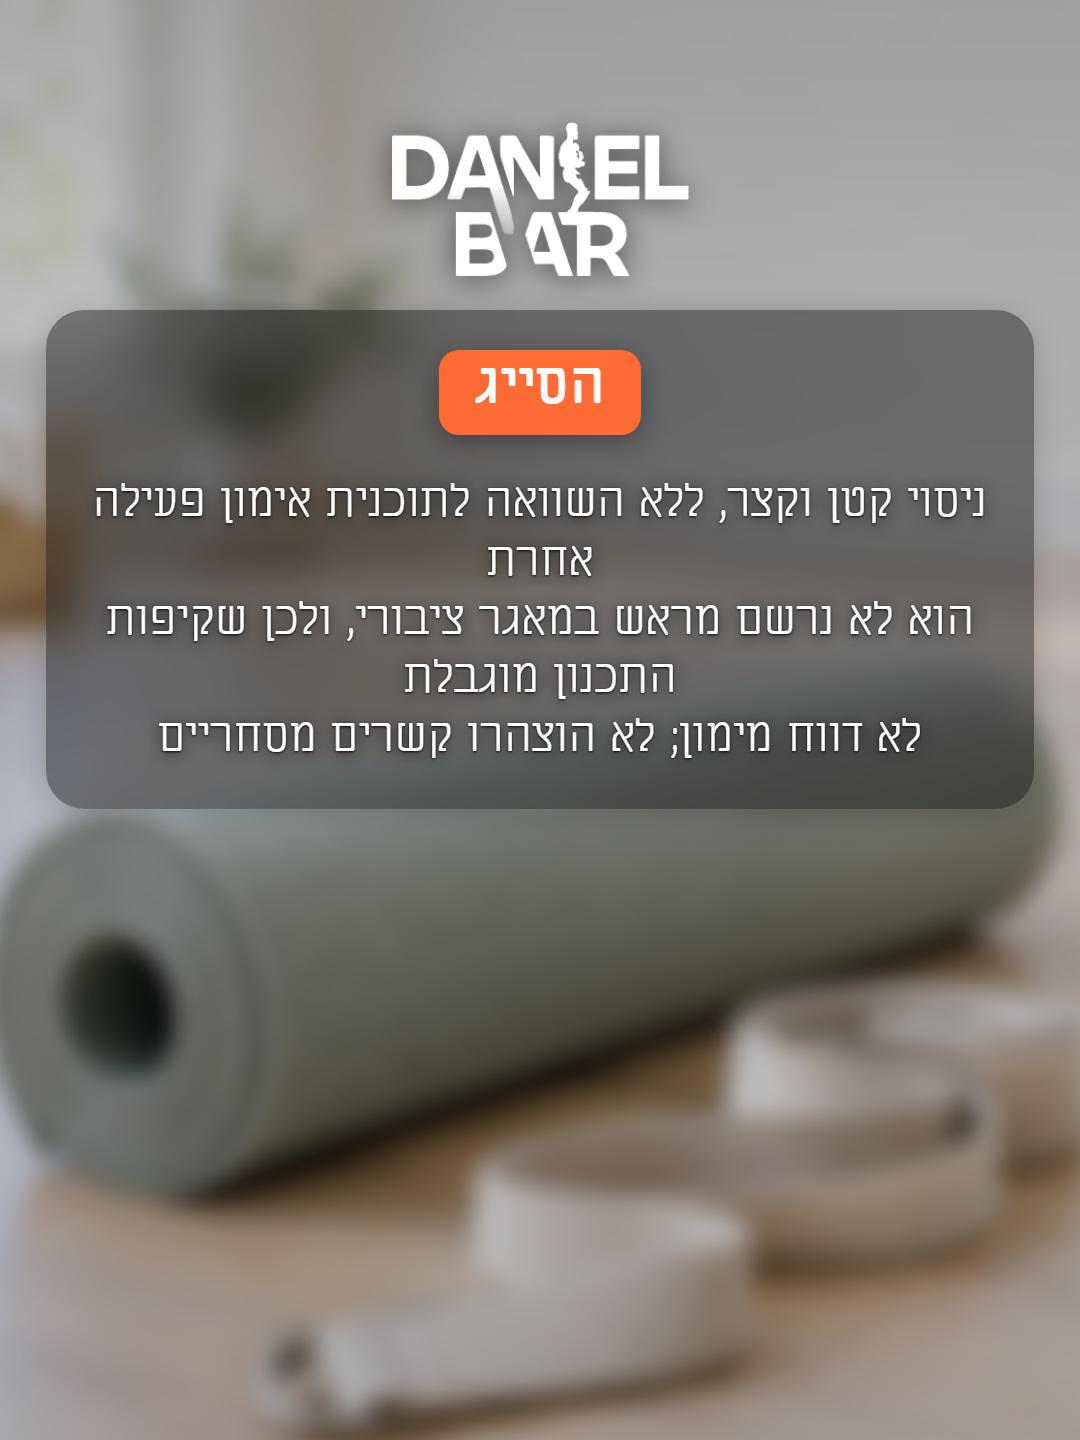 DANIEL
BAR
הסייג
ניסוי קטן וקצר, ללא השוואה לתוכנית אימון פעילה
אחרת
הוא לא נרשם מראש במאגר ציבורי, ולכן שקיפות
התכנון מוגבלת
לא דווח מימון; לא הוצהרו קשרים מסחריים